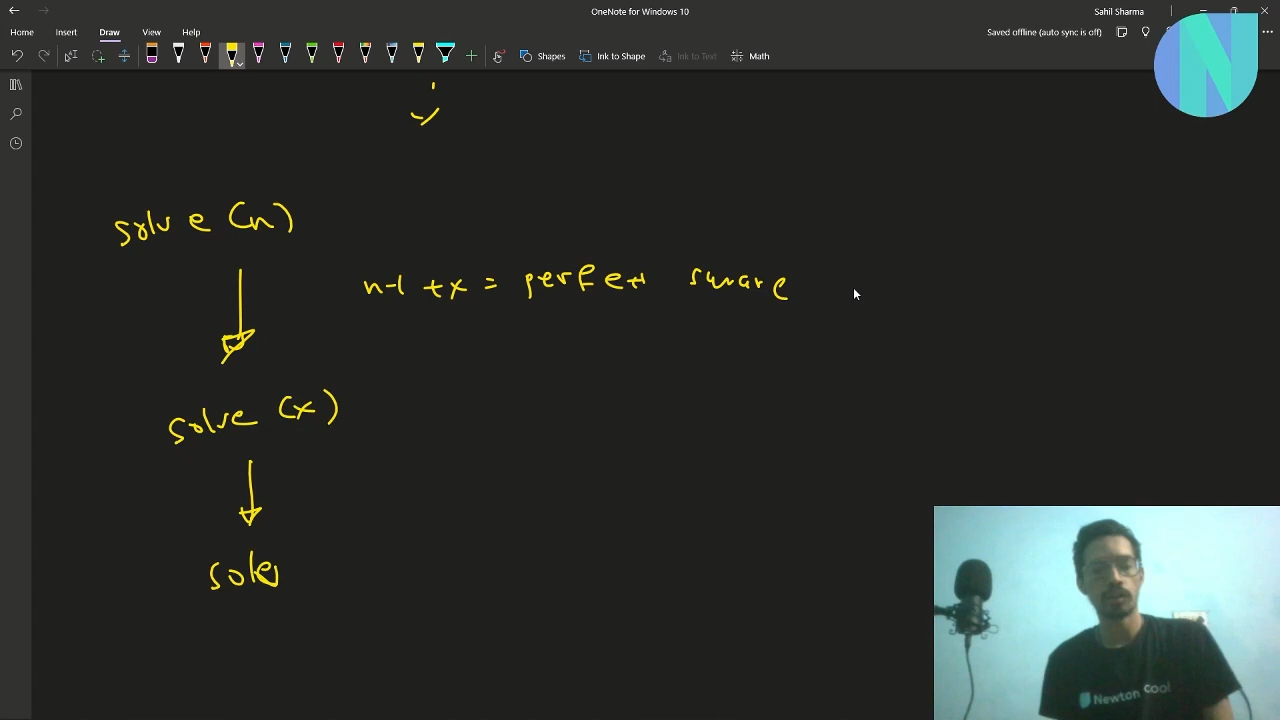 OneNote for Windows 10
Sahil Sharma
Home Insert Draw View Help
Saved offline (auto sync is off)
Shapes Ink to Shape Ink to Text Math
solve (n)
n-1 + x = perfect square
solve (x)
solve
Newton